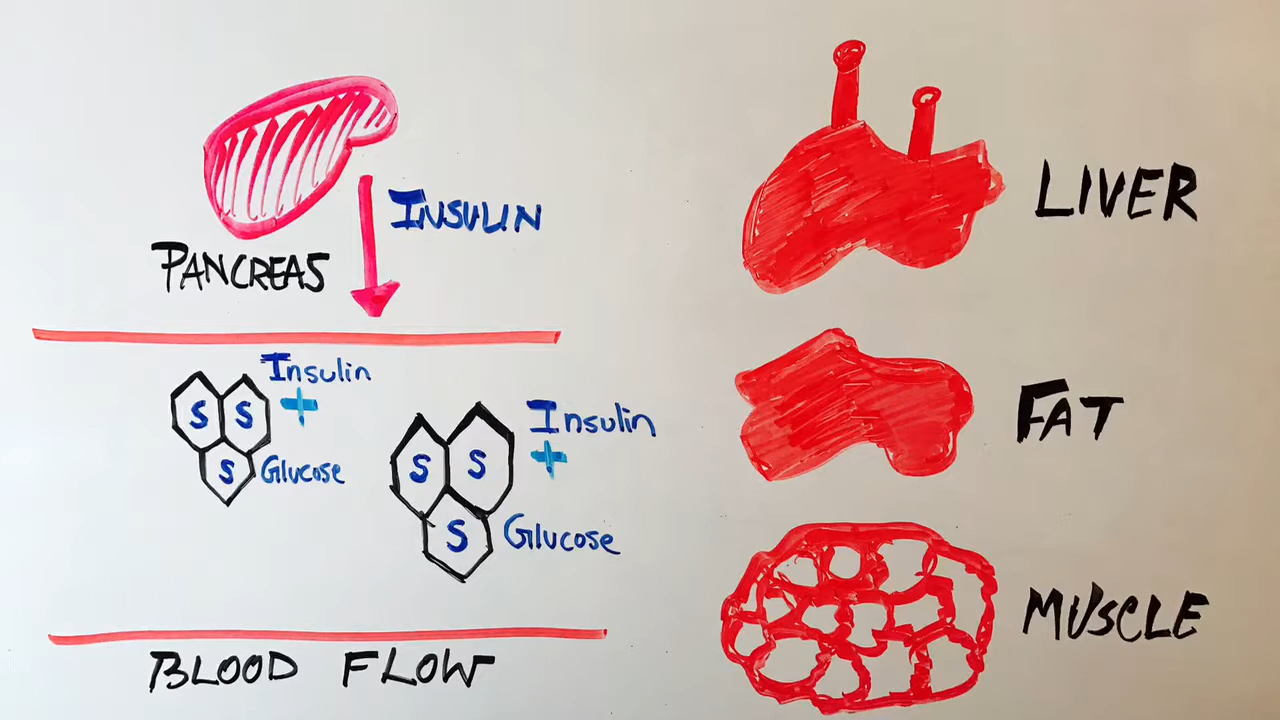 INSULIN
PANCREAS
Insulin
+
S S
S
Glucose
Insulin
+
S S
S
Glucose
BLOOD FLOW
LIVER
FAT
MUSCLE